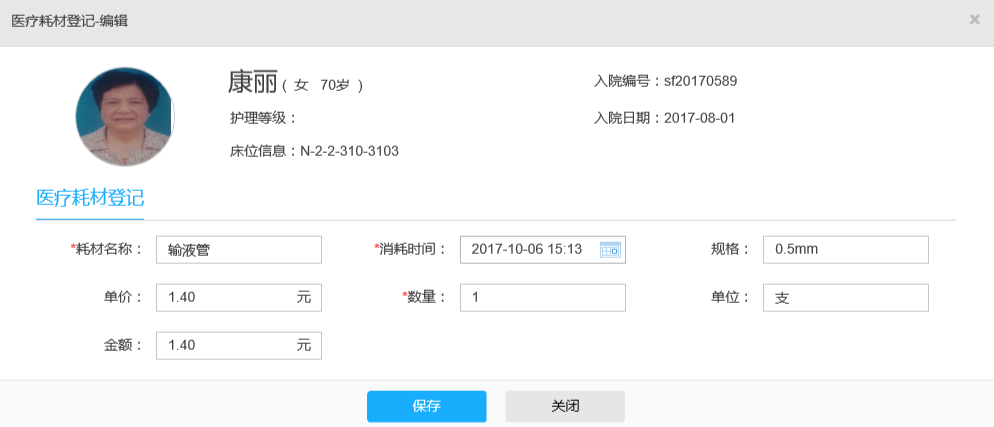 医疗耗材登记-编辑 ×
康丽 ( 女 70岁 ) 入院编号：sf20170589
护理等级： 入院日期：2017-08-01
床位信息：N-2-2-310-3103
医疗耗材登记
*耗材名称： 输液管 *消耗时间： 2017-10-06 15:13 规格： 0.5mm
单价： 1.40 元 *数量： 1 单位： 支
金额： 1.40 元
保存 关闭